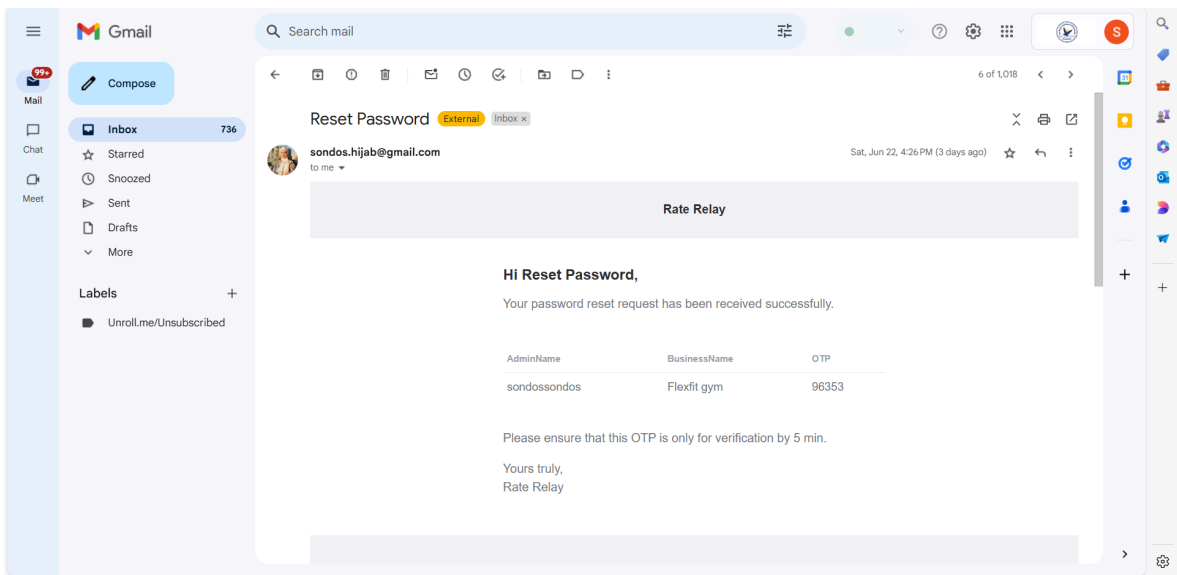 Gmail
Search mail
S
99+
Mail
Chat
Meet
Compose
Inbox 736
Starred
Snoozed
Sent
Drafts
More
Labels
Unroll.me/Unsubscribed
6 of 1,018
31
Reset Password External Inbox ×
sondos.hijab@gmail.com Sat, Jun 22, 4:26 PM (3 days ago)
to me
Rate Relay
Hi Reset Password,
Your password reset request has been received successfully.
AdminName BusinessName OTP
sondossondos Flexfit gym 96353
Please ensure that this OTP is only for verification by 5 min.
Yours truly,
Rate Relay